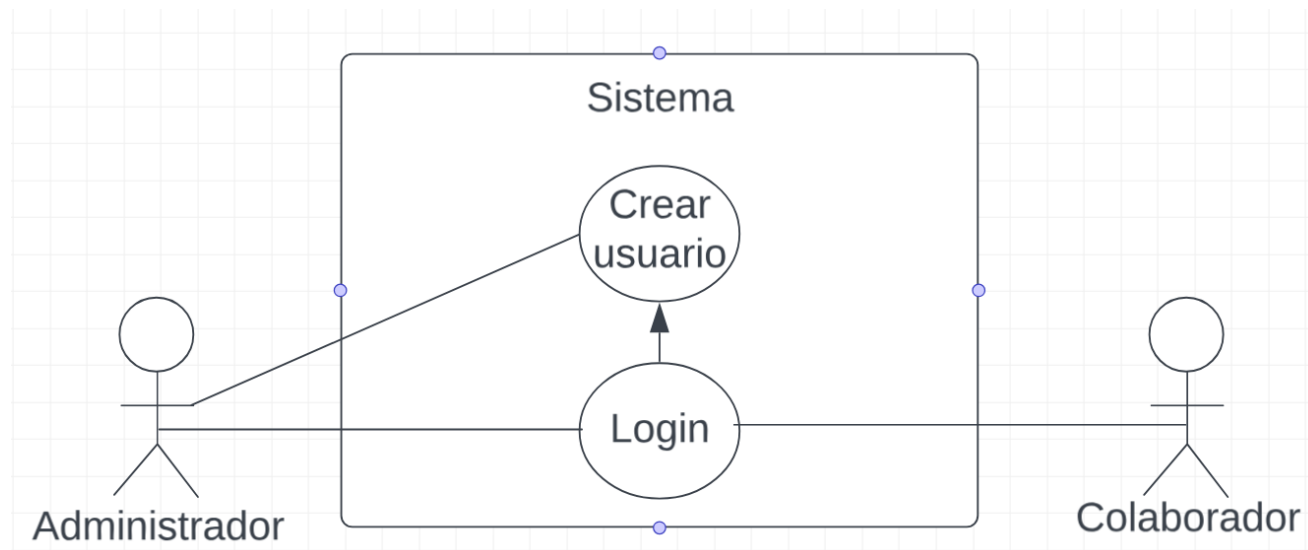 Sistema
Crear
usuario
Login
Administrador
Colaborador